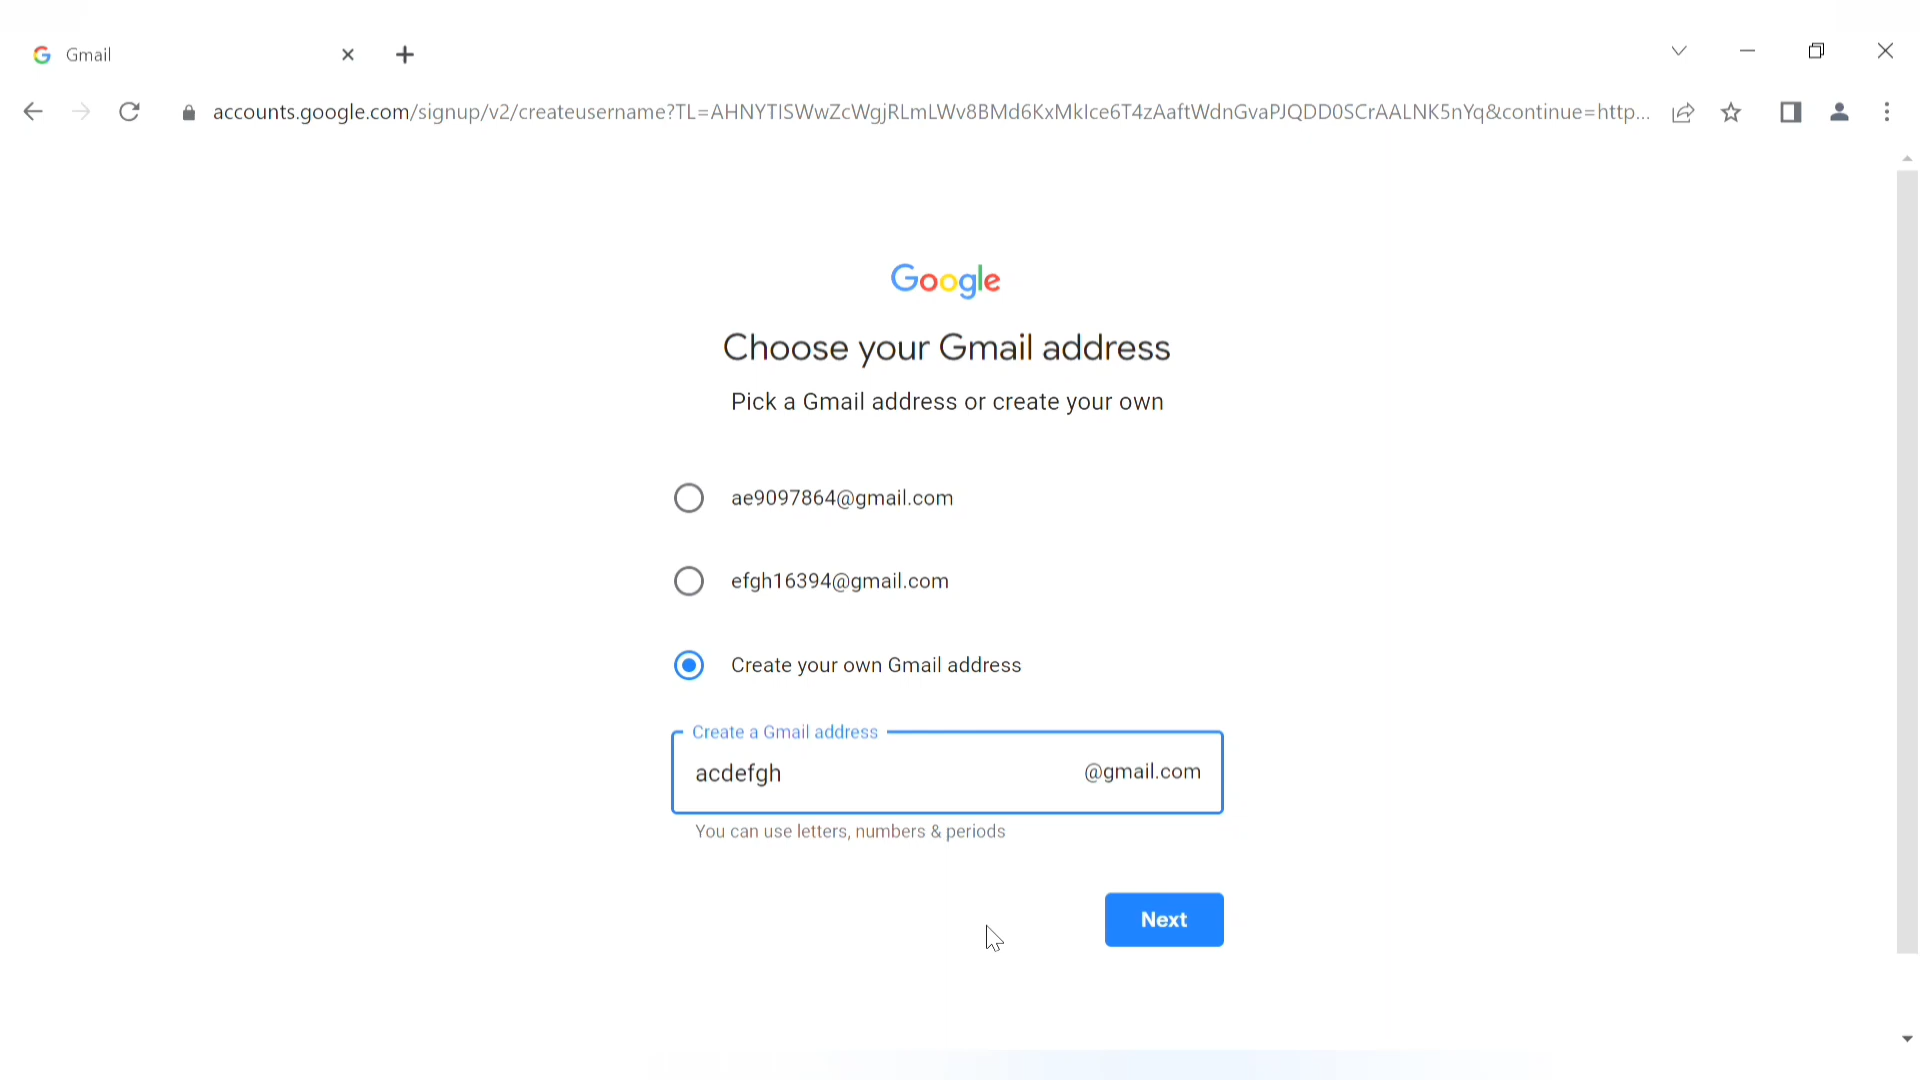 Gmail
accounts.google.com/signup/v2/createusername?TL=AHNYTISWwZcWgjRLmLWv8BMd6KxMkIce6T4zAaftWdnGvaPJQDD0SCrAALNK5nYq&continue=http...
Google
Choose your Gmail address
Pick a Gmail address or create your own
ae9097864@gmail.com
efgh16394@gmail.com
Create your own Gmail address
Create a Gmail address
acdefgh @gmail.com
You can use letters, numbers & periods
Next